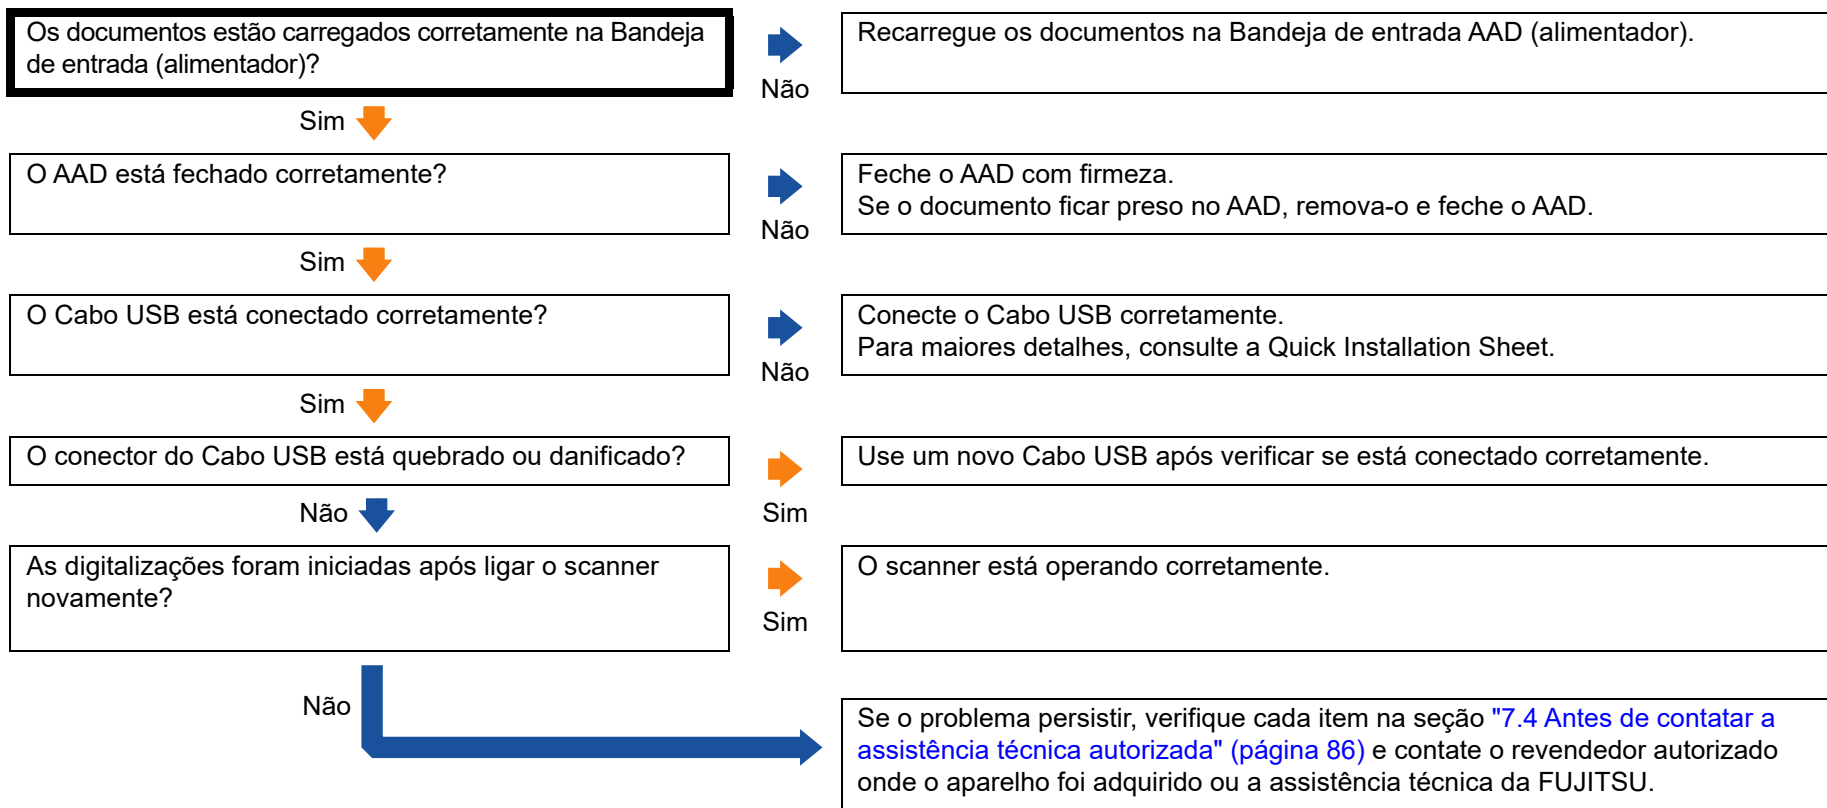 Os documentos estão carregados corretamente na Bandeja
de entrada (alimentador)?
Não
Recarregue os documentos na Bandeja de entrada AAD (alimentador).
Sim
O AAD está fechado corretamente?
Não
Feche o AAD com firmeza.
Se o documento ficar preso no AAD, remova-o e feche o AAD.
Sim
O Cabo USB está conectado corretamente?
Não
Conecte o Cabo USB corretamente.
Para maiores detalhes, consulte a Quick Installation Sheet.
Sim
O conector do Cabo USB está quebrado ou danificado?
Sim
Use um novo Cabo USB após verificar se está conectado corretamente.
Não
As digitalizações foram iniciadas após ligar o scanner
novamente?
Sim
O scanner está operando corretamente.
Não
Se o problema persistir, verifique cada item na seção "7.4 Antes de contatar a
assistência técnica autorizada" (página 86) e contate o revendedor autorizado
onde o aparelho foi adquirido ou a assistência técnica da FUJITSU.